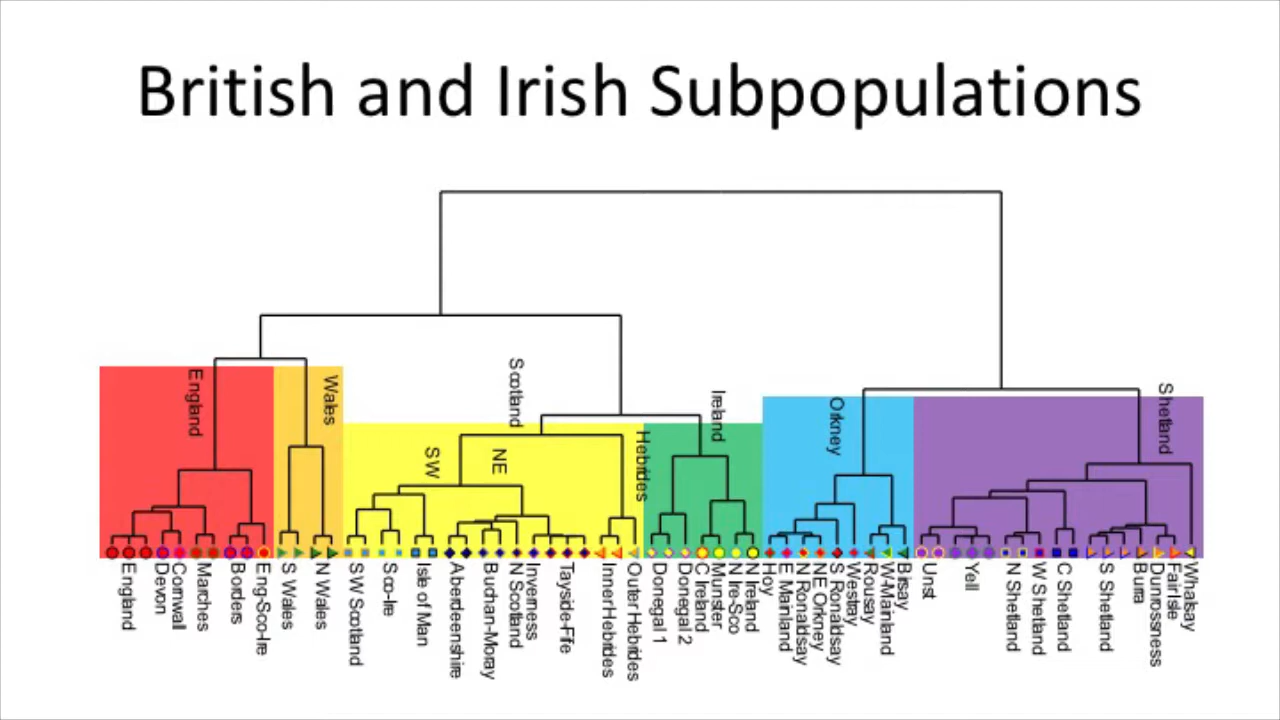 British and Irish Subpopulations
England
Wales
Scotland
SW
NE
Hebrides
Ireland
Orkney
Shetland
England
Devon
Cornwall
Marches
Borders
Eng-Sco-Ire
S Wales
N Wales
SW Scotland
Sco-Ire
Isle of Man
Aberdeenshire
Buchan-Moray
N Scotland
Inverness
Tayside-Fife
Inner Hebrides
Outer Hebrides
Donegal 1
Donegal 2
C Ireland
Munster
N Ire-Sco
N Ireland
Hoy
E Mainland
N Ronaldsay
NE Orkney
S Ronaldsay
Westray
Rousay
W-Mainland
Birsay
Unst
Yell
N Shetland
W Shetland
C Shetland
S Shetland
Burra
Dunrossness
Fair Isle
Whalsay